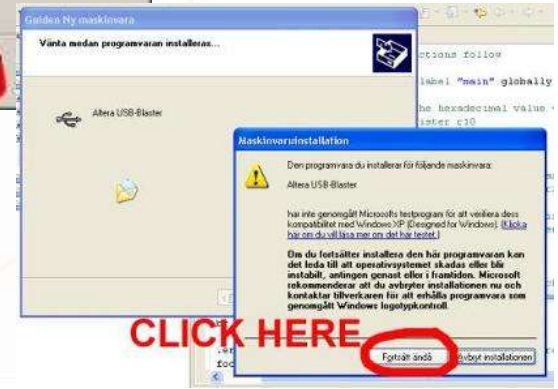 Guiden Ny maskinvara
Vänta medan programvaran installeras...
Altera USB-Blaster
ctions follow
label "main" globally
he hexadecimal value
ister r10
Maskinvaruinstallation
Den programvara du installerar för följande maskinvara:
Altera USB-Blaster
har inte genomgått Microsofts testprogram för att verifiera dess
kompatibilitet med Windows XP (Designed for Windows). (Klicka
här om du vill läsa mer om det här testet.)
Om du fortsätter installera den här programvaran kan
det leda till att operativsystemet skadas eller blir
instabilt, antingen genast eller i framtiden. Microsoft
rekommenderar att du avbryter installationen nu och
kontaktar tillverkaren för att erhålla programvara som
genomgått Windows logotypkontroll.
CLICK HERE
Fortsätt ändå
Avbryt installationen